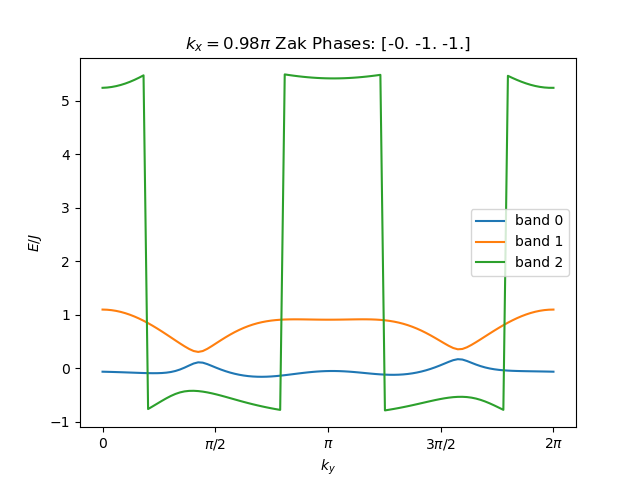 k_x = 0.98π Zak Phases: [-0. -1. -1.]
E/J
5
4
3
2
1
0
−1
band 0
band 1
band 2
0
π/2
π
3π/2
2π
k_y